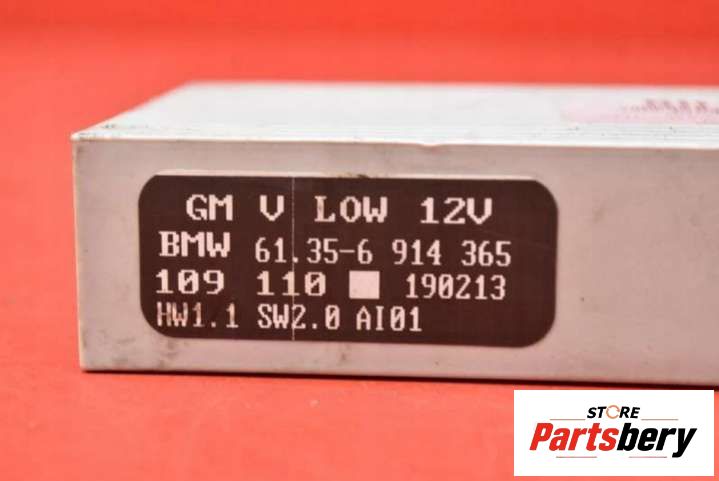 GM V LOW 12V
BMW 61.35-6 914 365
109 110 190213
HW1.1 SW2.0 AI01
STORE
Partsbery